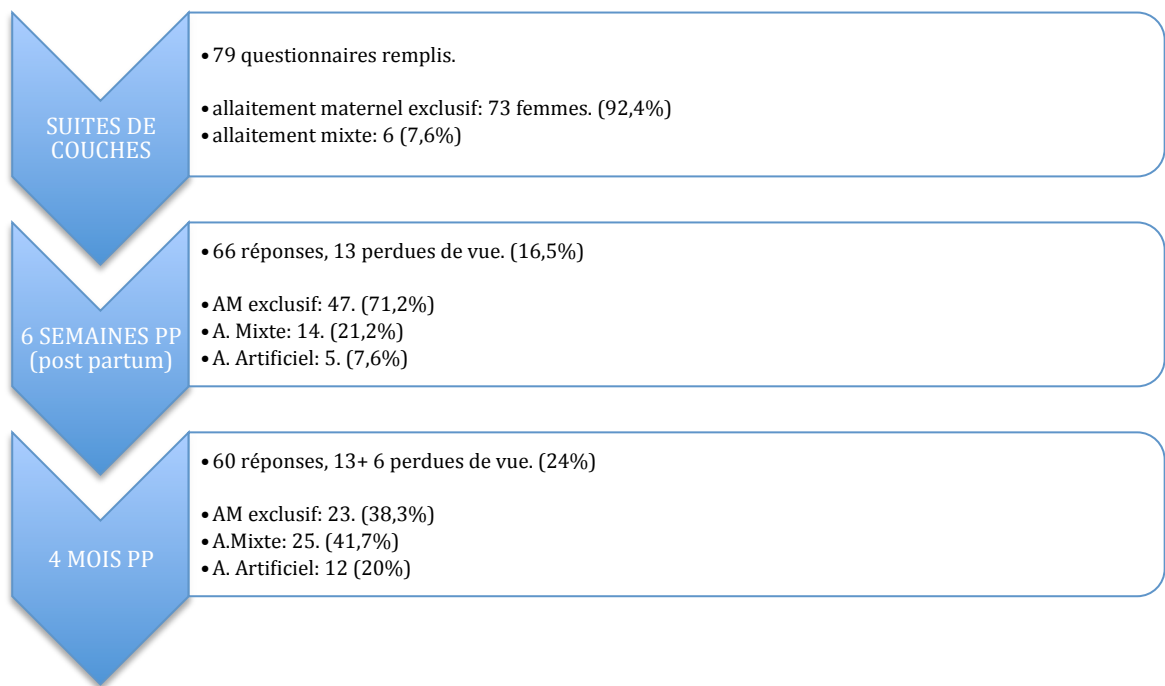 SUITES DE
COUCHES
•79 questionnaires remplis.
•allaitement maternel exclusif: 73 femmes. (92,4%)
•allaitement mixte: 6 (7,6%)
6 SEMAINES PP
(post partum)
•66 réponses, 13 perdues de vue. (16,5%)
•AM exclusif: 47. (71,2%)
•A. Mixte: 14. (21,2%)
•A. Artificiel: 5. (7,6%)
4 MOIS PP
•60 réponses, 13+ 6 perdues de vue. (24%)
•AM exclusif: 23. (38,3%)
•A.Mixte: 25. (41,7%)
•A. Artificiel: 12 (20%)